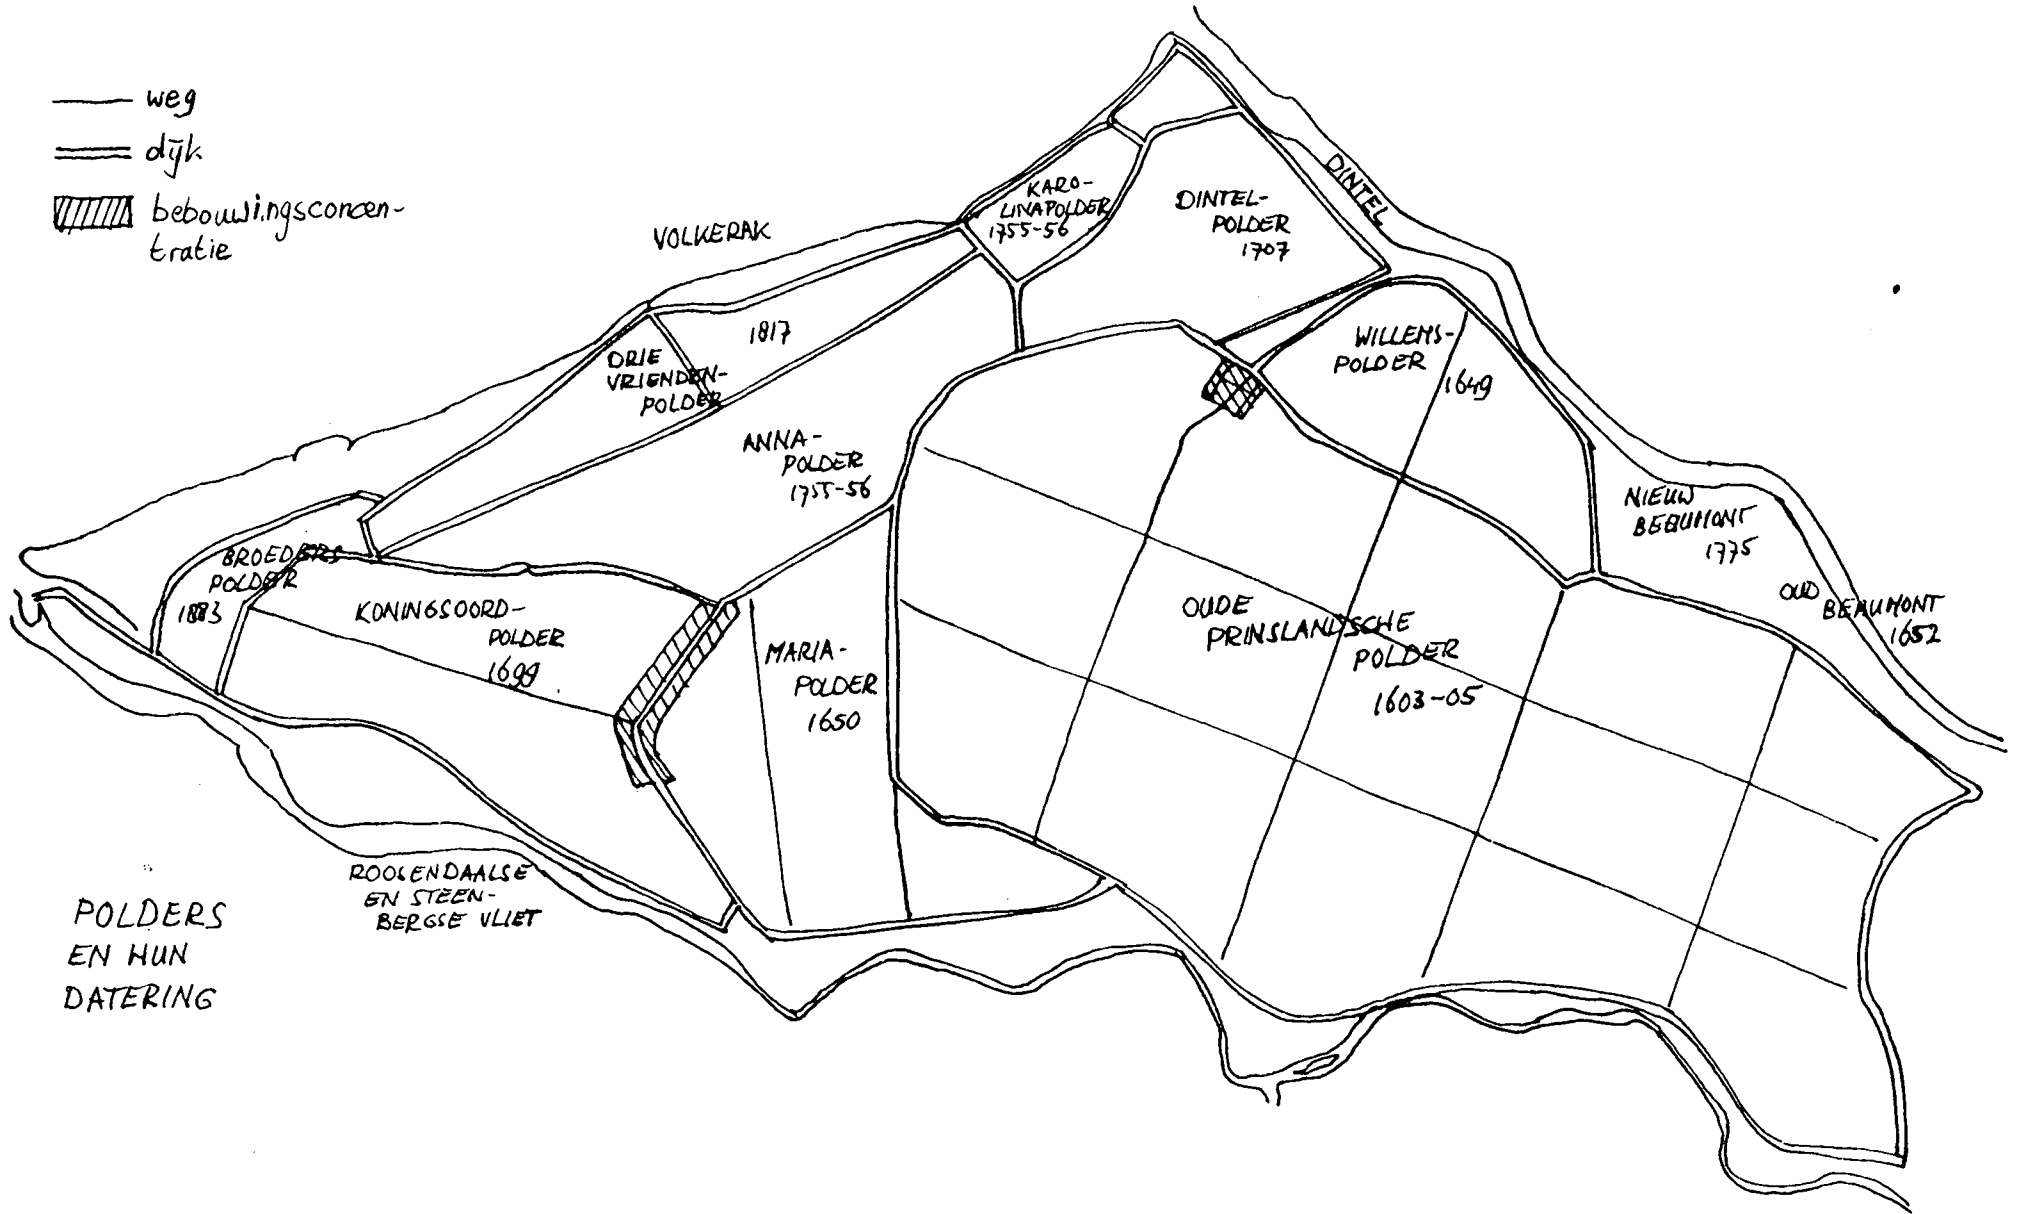 weg
dijk
bebouwingsconcen-
tratie
VOLKERAK
DINTEL
KARO-
LINAPOLDER
1755-56
DINTEL-
POLDER
1707
1817
DRIE
VRIENDEN-
POLDER
WILLEMS-
POLDER
1649
ANNA-
POLDER
1755-56
NIEUW
BEAUMONT
1775
OUD
BEAUMONT
1652
BROEDERS
POLDER
1883
KONINGSOORD-
POLDER
1699
MARIA-
POLDER
1650
OUDE
PRINSLANDSCHE
POLDER
1603-05
ROOSENDAALSE
EN STEEN-
BERGSE VLIET
POLDERS
EN HUN
DATERING